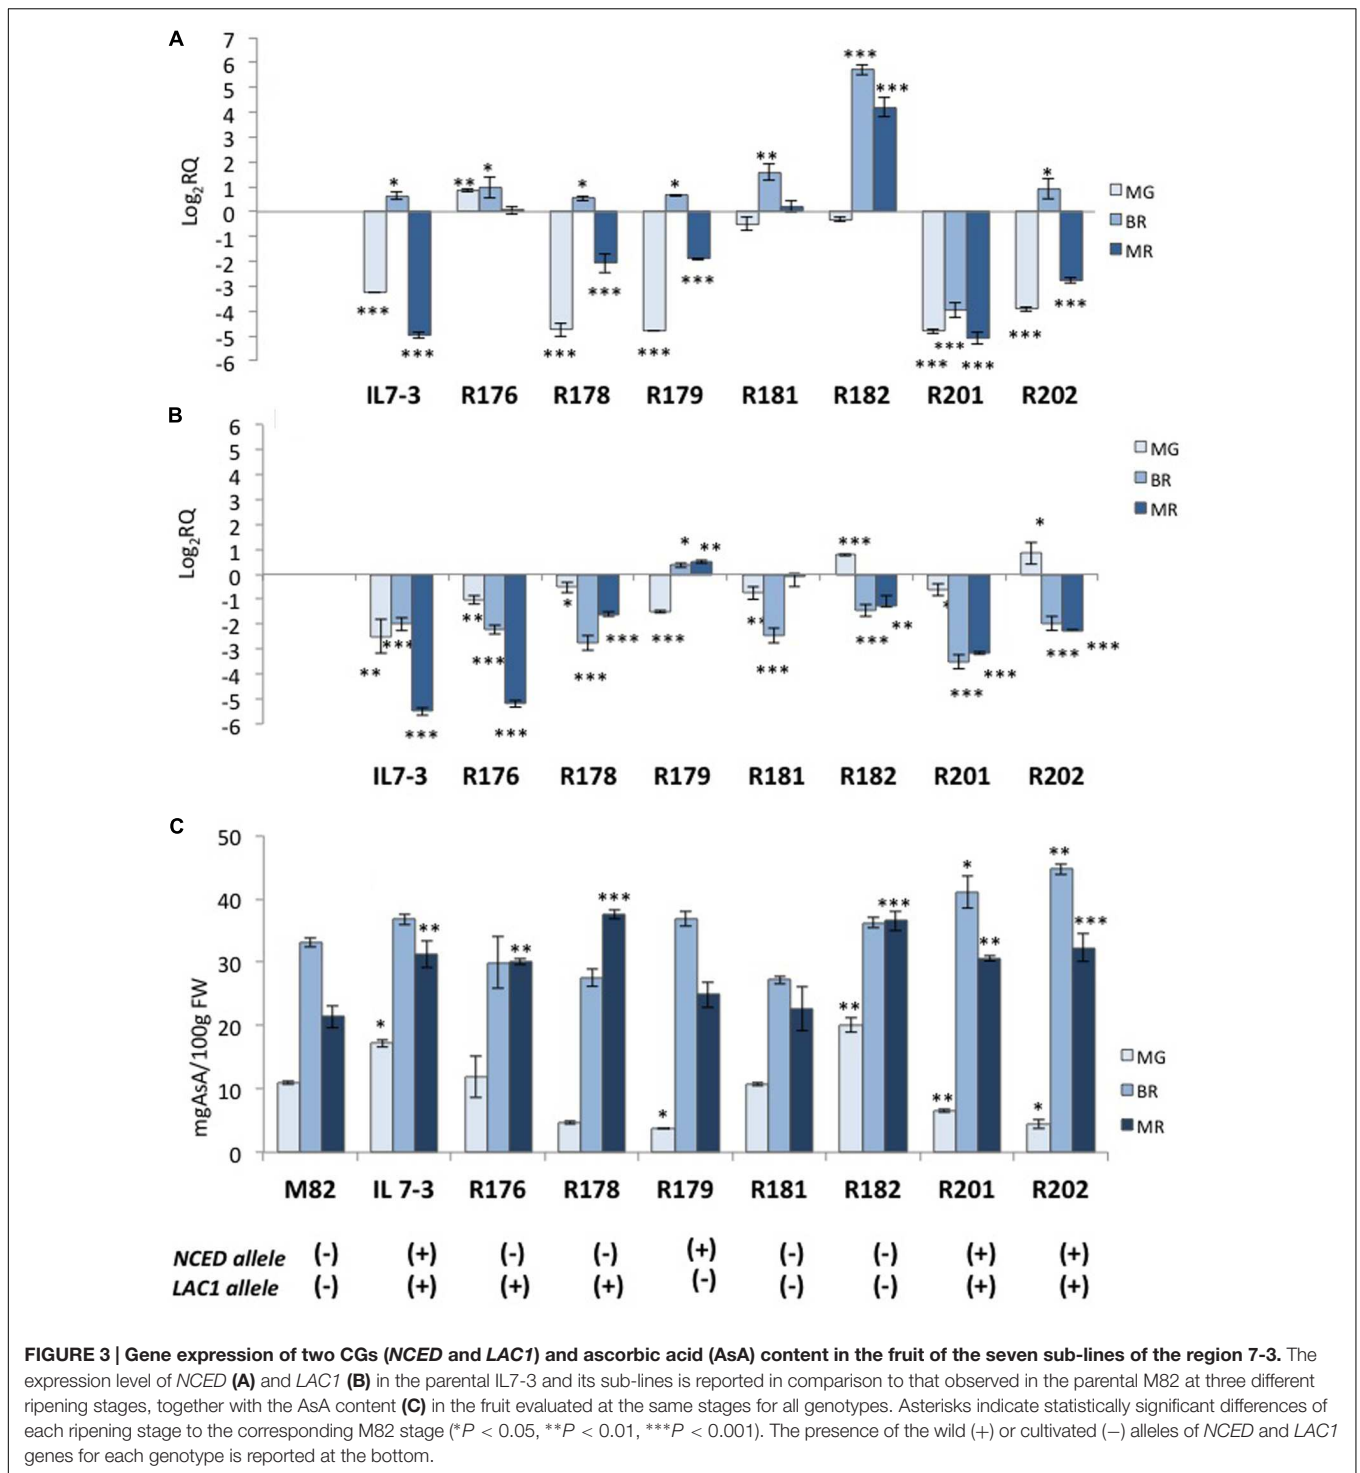 A
7
6
5
4
3
2
1
0
-1
-2
-3
-4
-5
-6
Log2RQ
*** * ***
** *
*** * ***
*** * ***
**
*** ***
*** *** ***
*** * ***
MG
BR
MR
IL7-3 R176 R178 R179 R181 R182 R201 R202
B
6
5
4
3
2
1
0
-1
-2
-3
-4
-5
-6
Log2RQ
** *** ***
** *** ***
* *** ***
*** * **
** ***
*** *** **
* *** ***
* *** ***
MG
BR
MR
IL7-3 R176 R178 R179 R181 R182 R201 R202
C
50
40
30
20
10
0
mgAsA/100g FW
* **
**
***
*
** ***
** * **
* ** ***
MG
BR
MR
M82 IL 7-3 R176 R178 R179 R181 R182 R201 R202
NCED allele (-) (+) (-) (-) (+) (-) (-) (+) (+)
LAC1 allele (-) (+) (+) (+) (-) (-) (-) (+) (+)
FIGURE 3 | Gene expression of two CGs (NCED and LAC1) and ascorbic acid (AsA) content in the fruit of the seven sub-lines of the region 7-3. The
expression level of NCED (A) and LAC1 (B) in the parental IL7-3 and its sub-lines is reported in comparison to that observed in the parental M82 at three different
ripening stages, together with the AsA content (C) in the fruit evaluated at the same stages for all genotypes. Asterisks indicate statistically significant differences of
each ripening stage to the corresponding M82 stage (*P < 0.05, **P < 0.01, ***P < 0.001). The presence of the wild (+) or cultivated (−) alleles of NCED and LAC1
genes for each genotype is reported at the bottom.